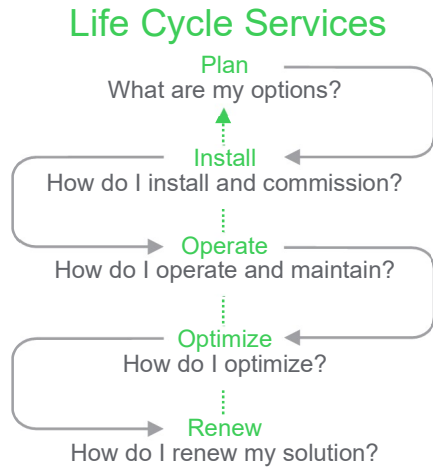 Life Cycle Services
Plan
What are my options?
Install
How do I install and commission?
Operate
How do I operate and maintain?
Optimize
How do I optimize?
Renew
How do I renew my solution?